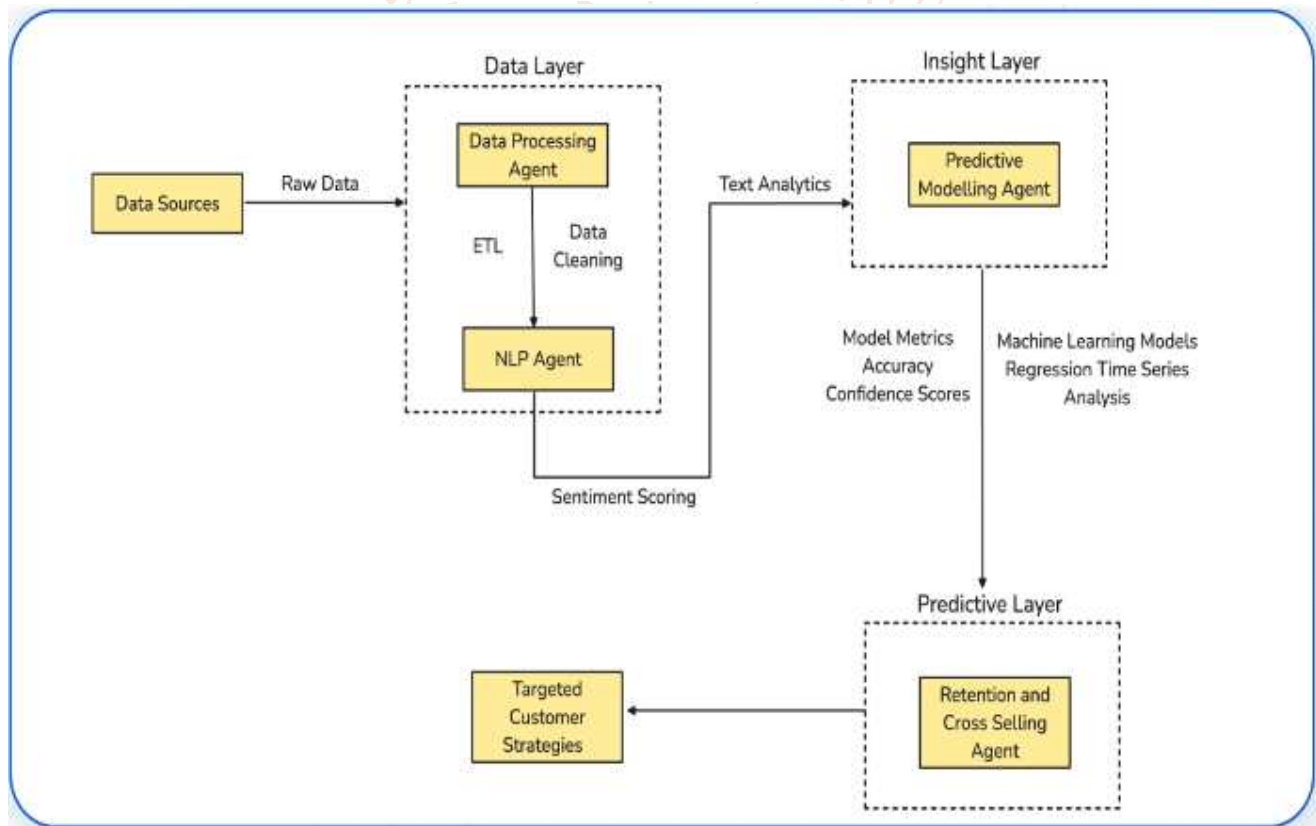 Data Layer
Insight Layer
Data Processing
Agent
Predictive
Modelling Agent
Data Sources
Raw Data
Text Analytics
ETL
Data
Cleaning
NLP Agent
Model Metrics
Accuracy
Confidence Scores
Machine Learning Models
Regression Time Series
Analysis
Sentiment Scoring
Predictive Layer
Targeted
Customer
Strategies
Retention and
Cross Selling
Agent